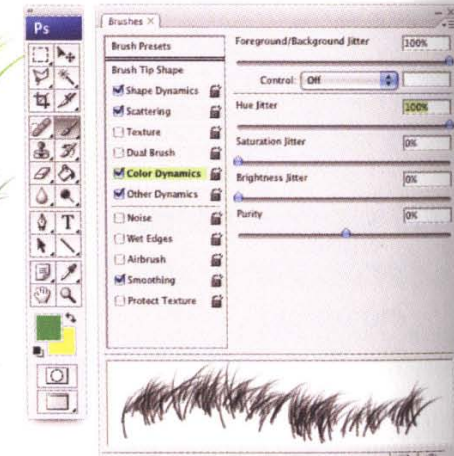 Ps
Brushes ×
Brush Presets
Brush Tip Shape
Shape Dynamics
Scattering
Texture
Dual Brush
Color Dynamics
Other Dynamics
Noise
Wet Edges
Airbrush
Smoothing
Protect Texture
Foreground/Background Jitter 100%
Control: Off
Hue Jitter 100%
Saturation Jitter 0%
Brightness Jitter 0%
Purity 0%
T